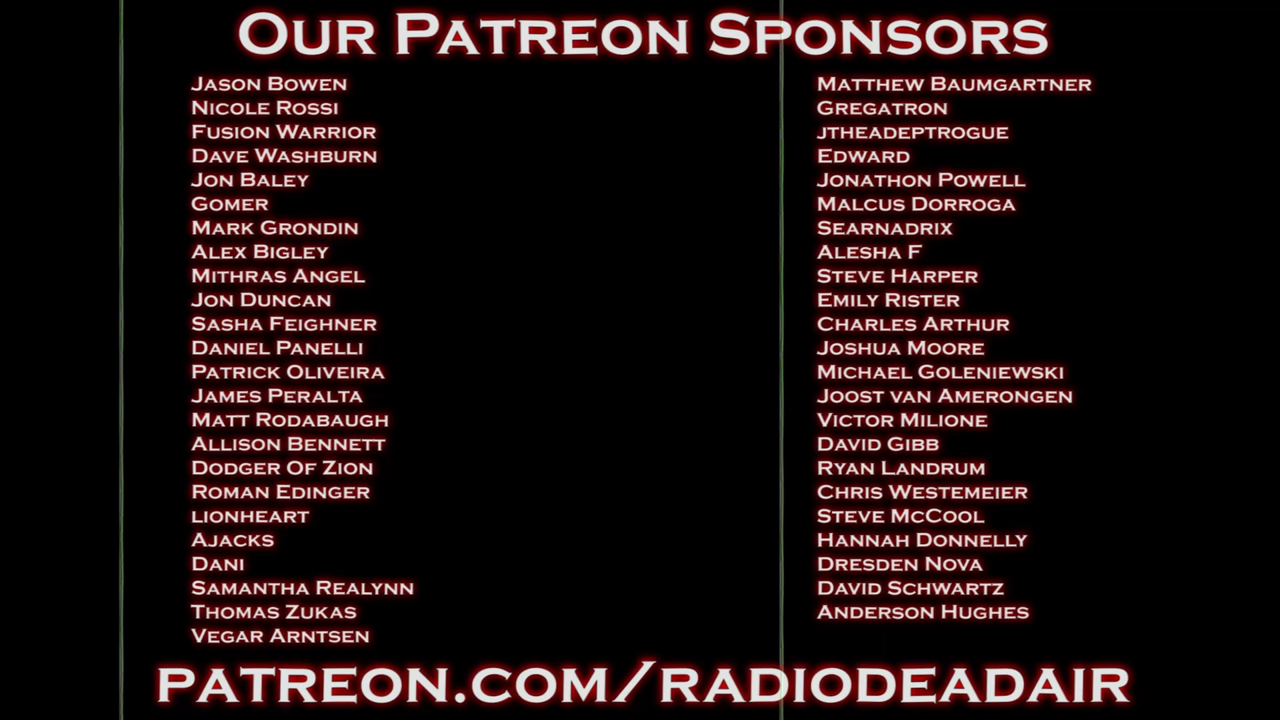 Our Patreon Sponsors
Jason Bowen
Nicole Rossi
Fusion Warrior
Dave Washburn
Jon Baley
Gomer
Mark Grondin
Alex Bigley
Mithras Angel
Jon Duncan
Sasha Feighner
Daniel Panelli
Patrick Oliveira
James Peralta
Matt Rodabaugh
Allison Bennett
Dodger Of Zion
Roman Edinger
lionheart
Ajacks
Dani
Samantha Realynn
Thomas Zukas
Vegar Arntsen
Matthew Baumgartner
Gregatron
jtheadeptrogue
Edward
Jonathon Powell
Malcus Dorroga
Searnadrix
Alesha F
Steve Harper
Emily Rister
Charles Arthur
Joshua Moore
Michael Goleniewski
Joost van Amerongen
Victor Milione
David Gibb
Ryan Landrum
Chris Westemeier
Steve McCool
Hannah Donnelly
Dresden Nova
David Schwartz
Anderson Hughes
patreon.com/radiodeadair